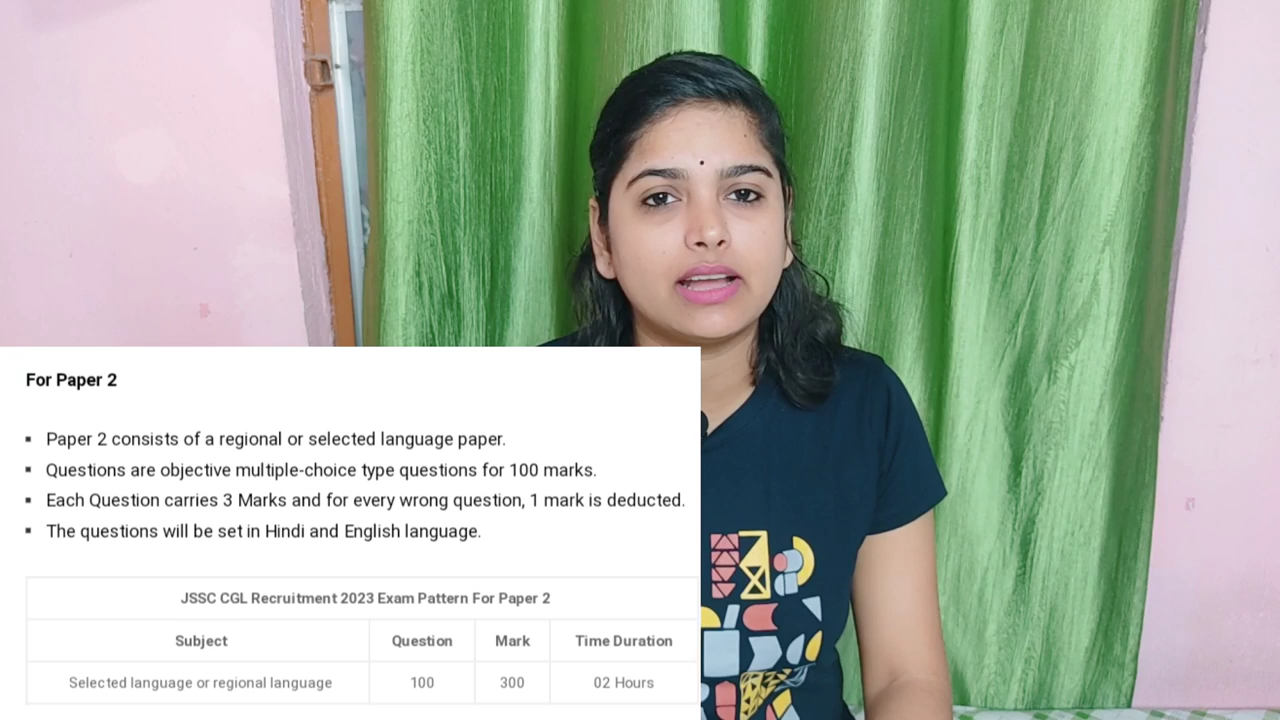 For Paper 2
▪ Paper 2 consists of a regional or selected language paper.
▪ Questions are objective multiple-choice type questions for 100 marks.
▪ Each Question carries 3 Marks and for every wrong question, 1 mark is deducted.
▪ The questions will be set in Hindi and English language.
JSSC CGL Recruitment 2023 Exam Pattern For Paper 2
Subject Question Mark Time Duration
Selected language or regional language 100 300 02 Hours